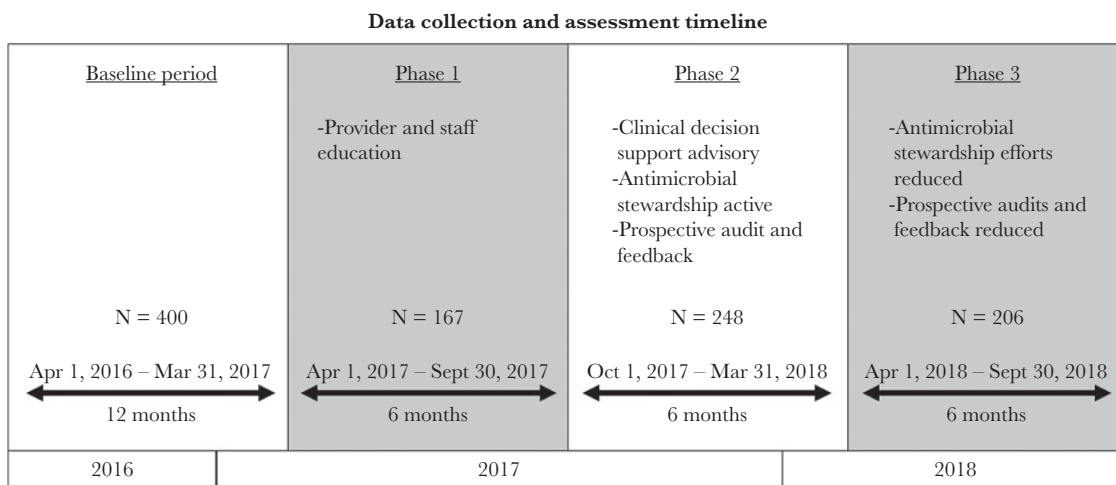 Data collection and assessment timeline
Baseline period
N = 400
Apr 1, 2016 – Mar 31, 2017
12 months
Phase 1
-Provider and staff
education
N = 167
Apr 1, 2017 – Sept 30, 2017
6 months
Phase 2
-Clinical decision
support advisory
-Antimicrobial
stewardship active
-Prospective audit and
feedback
N = 248
Oct 1, 2017 – Mar 31, 2018
6 months
Phase 3
-Antimicrobial
stewardship efforts
reduced
-Prospective audits and
feedback reduced
N = 206
Apr 1, 2018 – Sept 30, 2018
6 months
2016
2017
2018